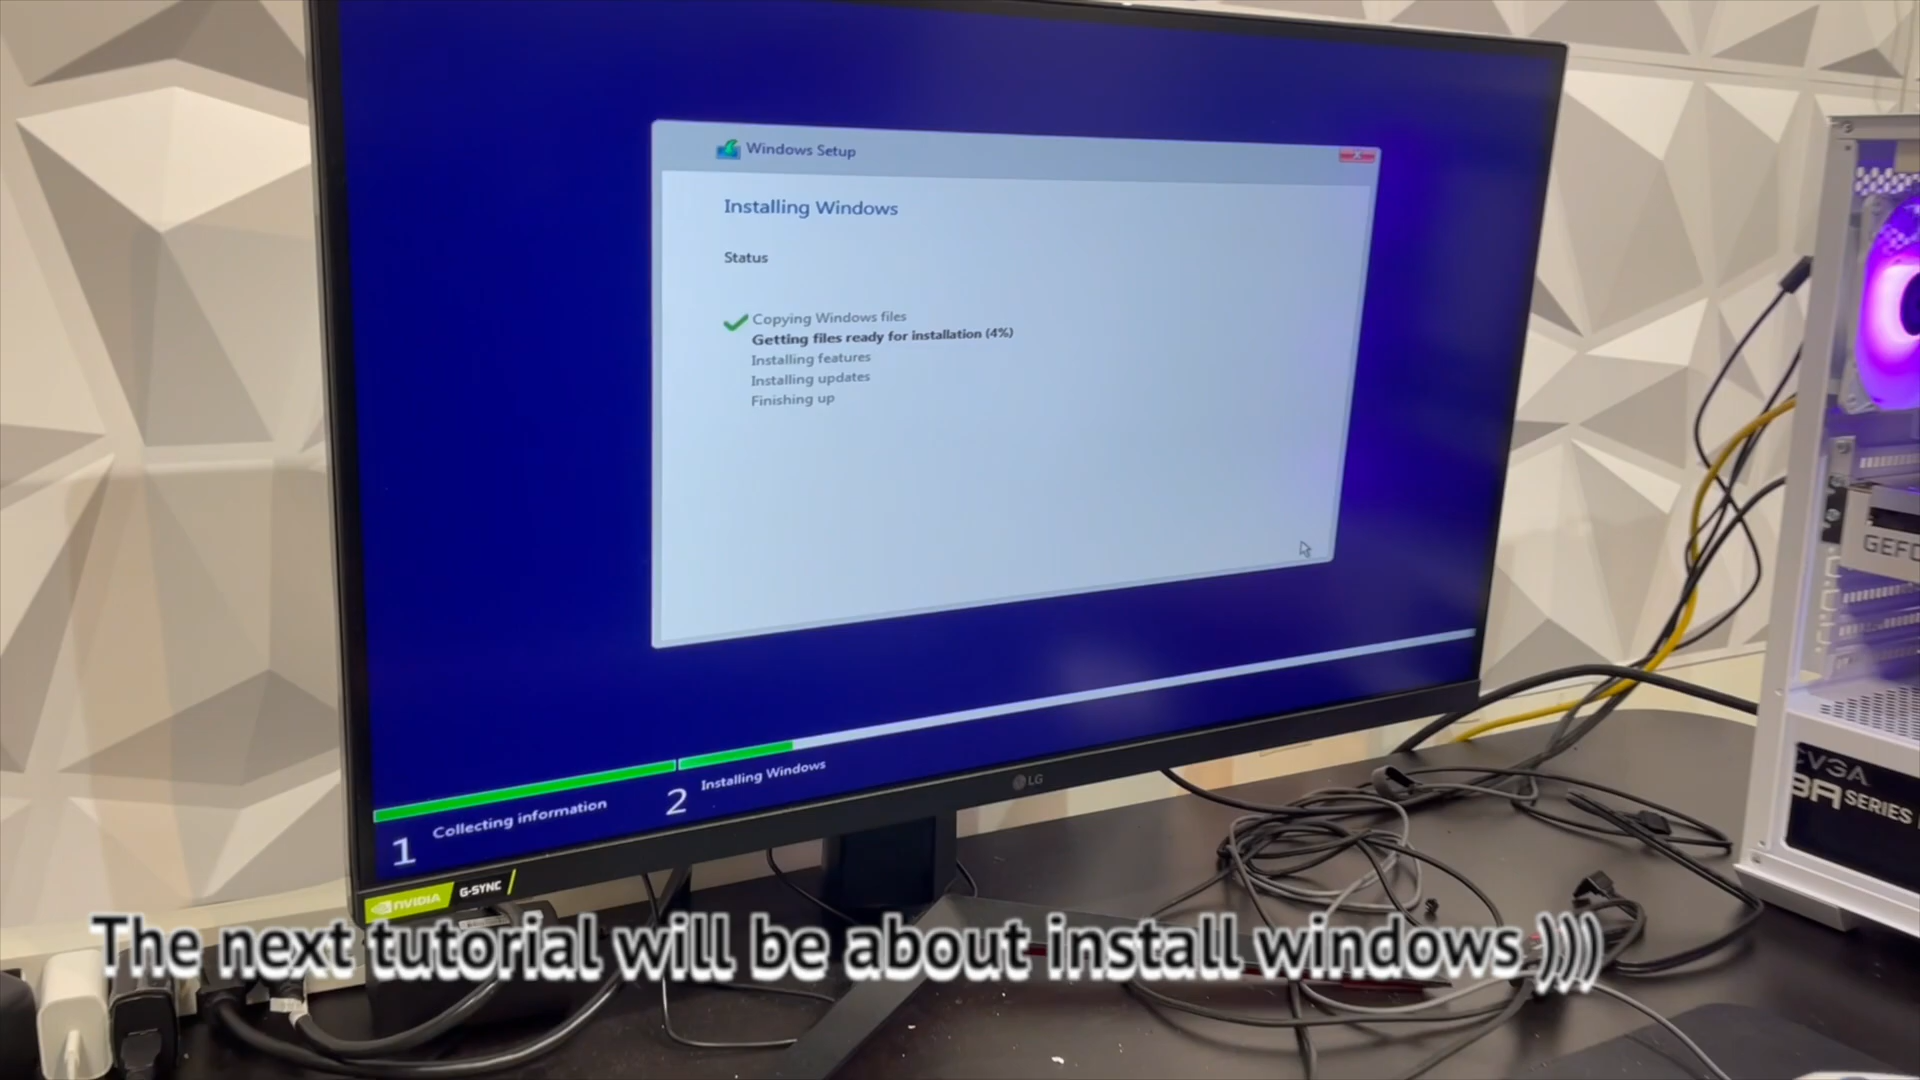 Windows Setup
Installing Windows
Status
Copying Windows files
Getting files ready for installation (4%)
Installing features
Installing updates
Finishing up
1 Collecting information
2 Installing Windows
LG
NVIDIA G-SYNC
GEFO
EVGA
BR SERIES
The next tutorial will be about install windows ))))